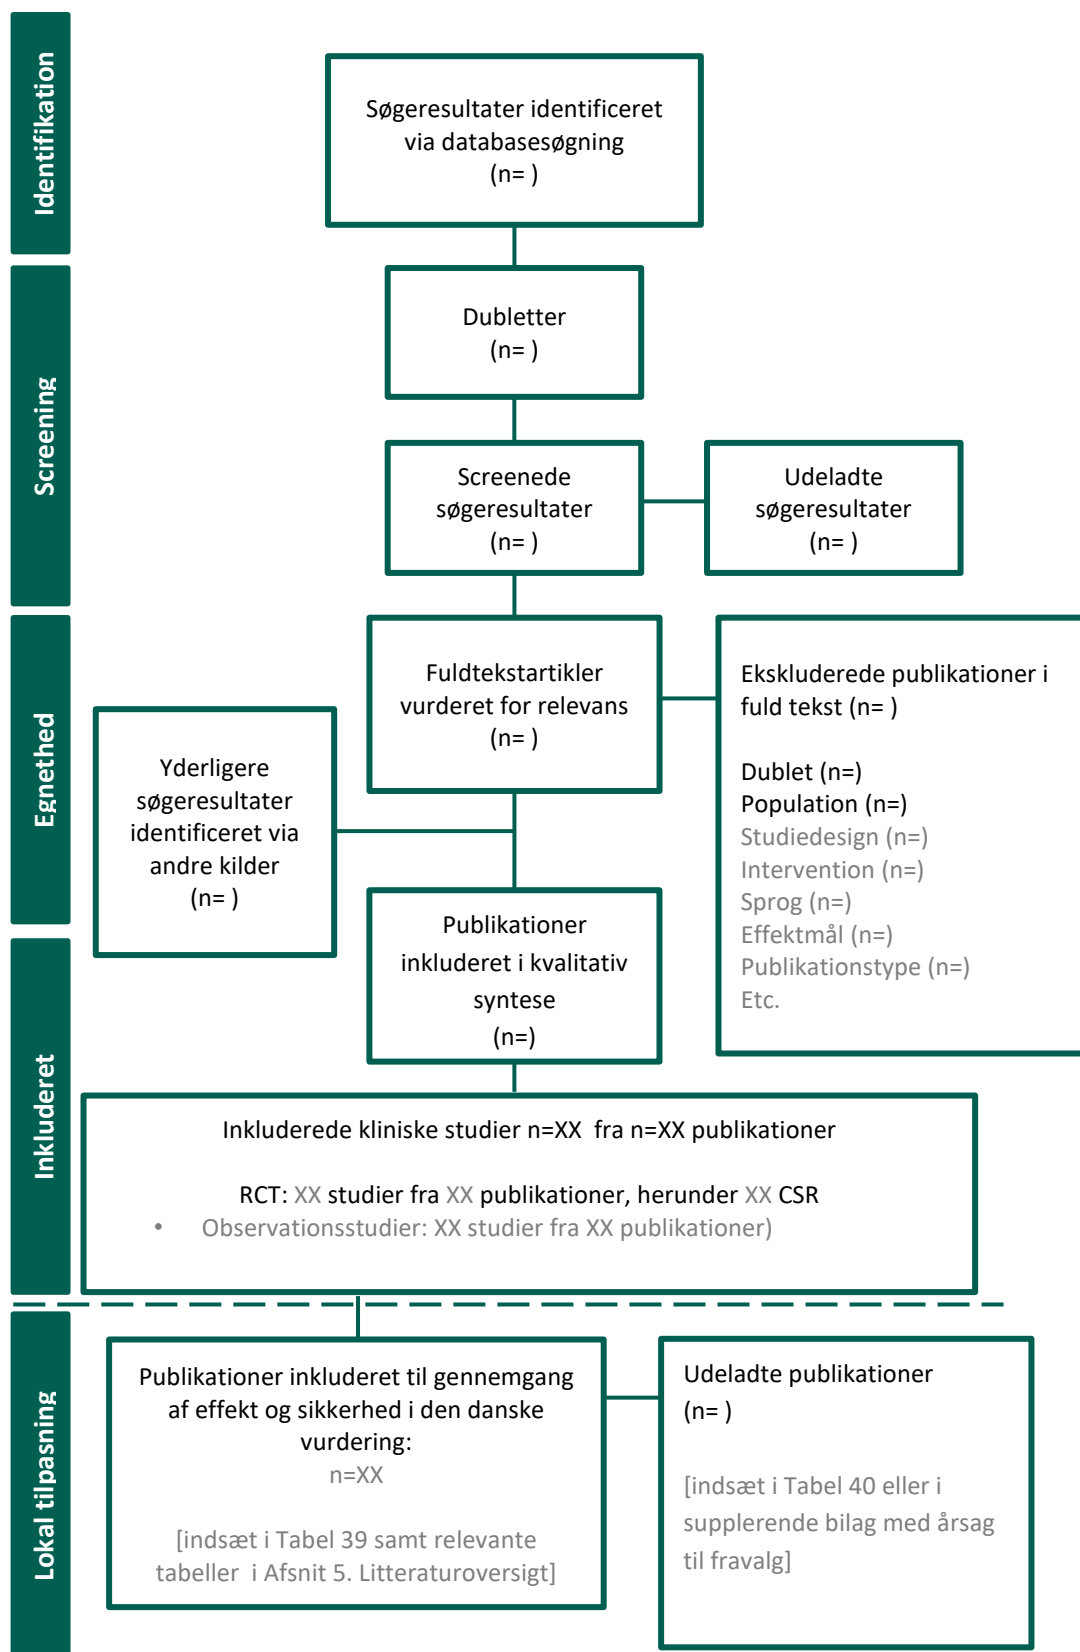 Identifikation
Søgeresultater identificeret
via databasesøgning
(n= )
Screening
Dubletter
(n= )
Screenede
søgeresultater
(n= )
Udeladte
søgeresultater
(n= )
Egnethed
Fuldtekstartikler
vurderet for relevans
(n= )
Ekskluderede publikationer i
fuld tekst (n= )
Dublet (n=)
Population (n=)
Studiedesign (n=)
Intervention (n=)
Sprog (n=)
Effektmål (n=)
Publikationstype (n=)
Etc.
Yderligere
søgeresultater
identificeret via
andre kilder
(n= )
Inkluderet
Publikationer
inkluderet i kvalitativ
syntese
(n=)
Inkluderede kliniske studier n=XX  fra n=XX publikationer
RCT: XX studier fra XX publikationer, herunder XX CSR
• Observationsstudier: XX studier fra XX publikationer)
Lokal tilpasning
Publikationer inkluderet til gennemgang
af effekt og sikkerhed i den danske
vurdering:
n=XX
[indsæt i Tabel 39 samt relevante
tabeller  i Afsnit 5. Litteraturoversigt]
Udeladte publikationer
(n= )
[indsæt i Tabel 40 eller i
supplerende bilag med årsag
til fravalg]